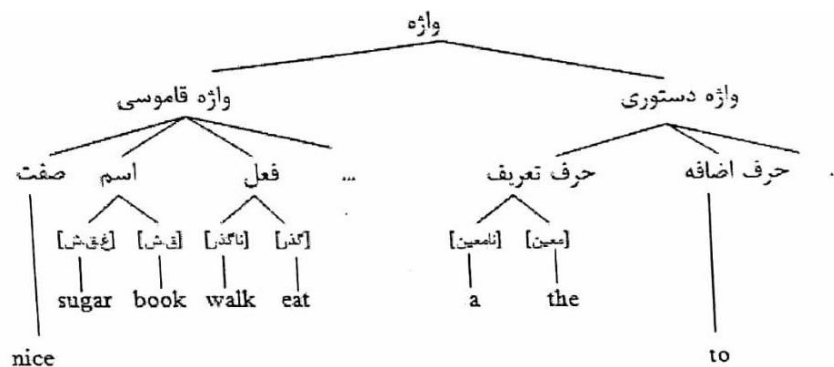 واژه
واژه دستوری واژه قاموسی
... حرف اضافه حرف تعریف ... فعل اسم صفت
[معین] [نامعین] [گذر] [ناگذر] [ق.ش] [غ.ق.ش]
sugar book walk eat a the
nice to